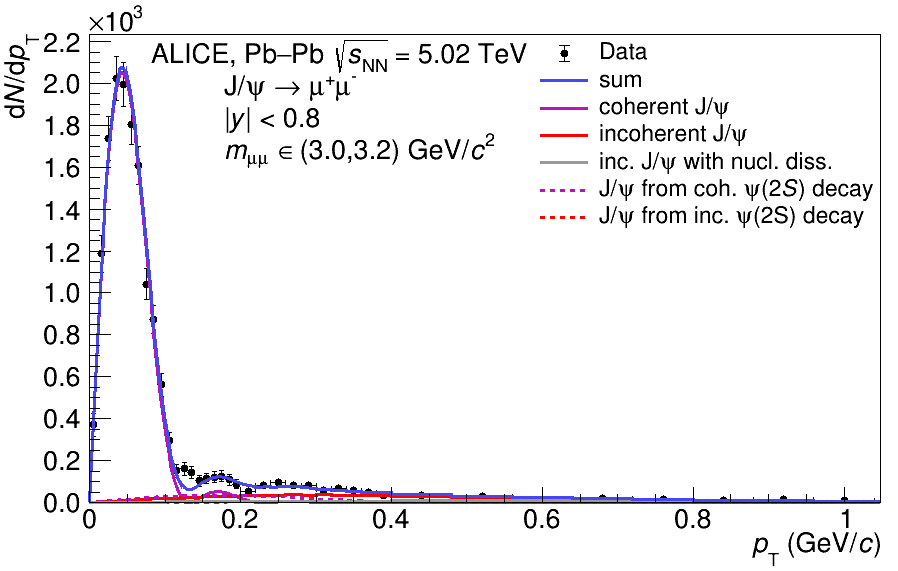 ×10³
dN/dp_T
2.2
2.0
1.8
1.6
1.4
1.2
1.0
0.8
0.6
0.4
0.2
0.0
ALICE, Pb–Pb √s_NN = 5.02 TeV
J/ψ → μ⁺μ⁻
|y| < 0.8
m_μμ ∈ (3.0,3.2) GeV/c²
Data
sum
coherent J/ψ
incoherent J/ψ
inc. J/ψ with nucl. diss.
J/ψ from coh. ψ(2S) decay
J/ψ from inc. ψ(2S) decay
0 0.2 0.4 0.6 0.8 1
p_T (GeV/c)